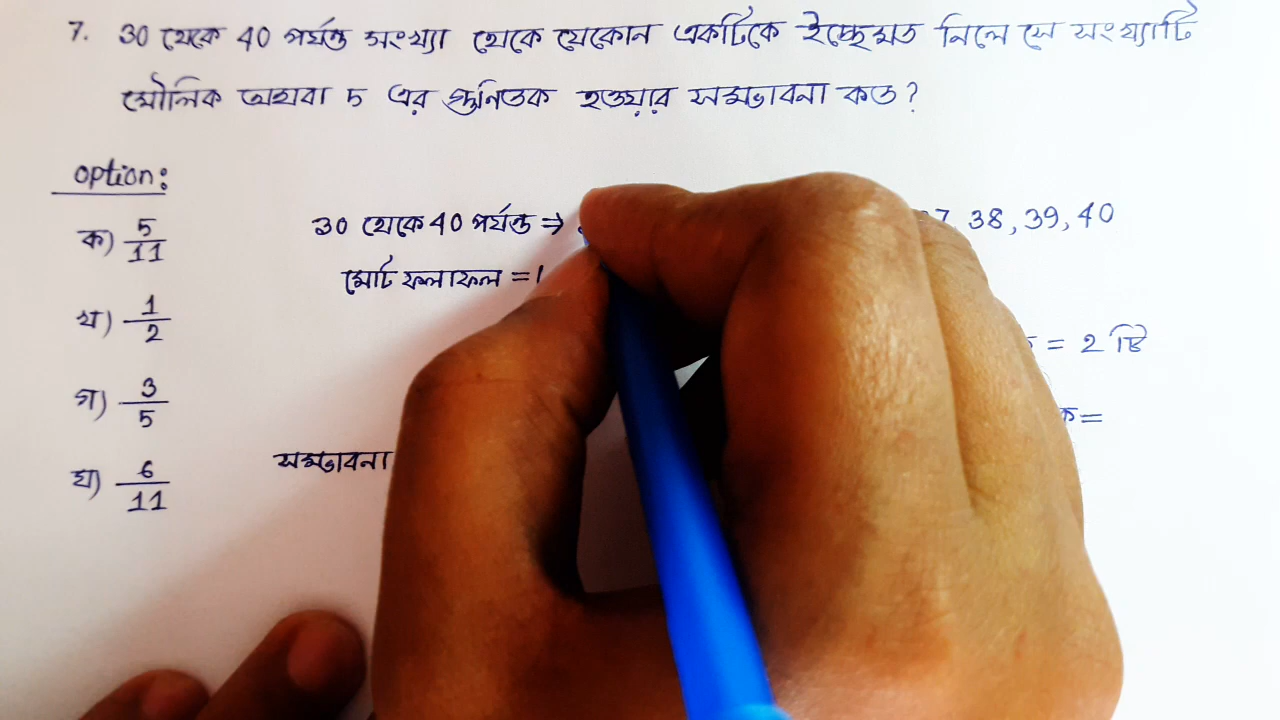 7. 30 থেকে 40 পর্যন্ত সংখ্যা থেকে যেকোন একটিকে ইচ্ছেমত নিলে সে সংখ্যাটি
মৌলিক অথবা ৮ এর গুনিতক হওয়ার সম্ভাবনা কত?
option:
ক) 5/11
খ) 1/2
গ) 3/5
ঘ) 6/11
30 থেকে 40 পর্যন্ত ⇒ 38, 39, 40
মোট ফলাফল = 1
= 2 টি
ক =
সম্ভাবনা